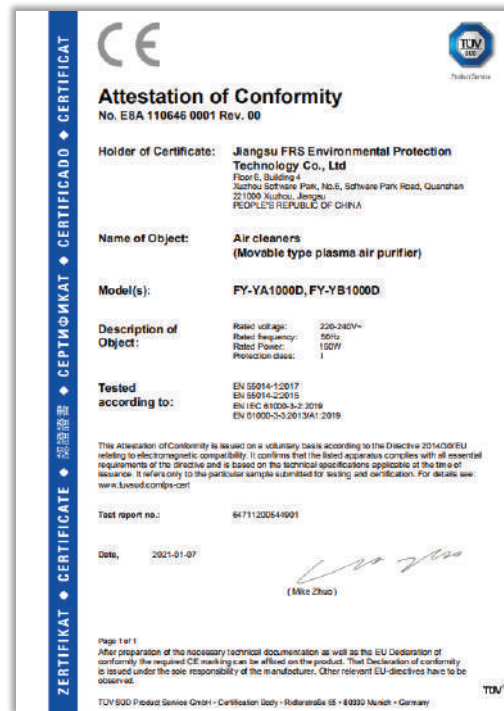 CE
TÜV
SÜD
Product Service
Attestation of Conformity
No. E8A 110646 0001 Rev. 00
Holder of Certificate: Jiangsu FRS Environmental Protection
Technology Co., Ltd
Floor 6, Building 4
Xuzhou Software Park, No.6, Software Park Road, Quanshan
221000 Xuzhou, Jiangsu
PEOPLE'S REPUBLIC OF CHINA
Name of Object: Air cleaners
(Movable type plasma air purifier)
Model(s): FY-YA1000D, FY-YB1000D
Description of Object:
Rated voltage: 220-240V~
Rated frequency: 50Hz
Rated Power: 150W
Protection class: I
Tested according to:
EN 55014-1:2017
EN 55014-2:2015
EN IEC 61000-3-2:2019
EN 61000-3-3:2013/A1:2019
This Attestation of Conformity is issued on a voluntary basis according to the Directive 2014/30/EU
relating to electromagnetic compatibility. It confirms that the listed apparatus complies with all essential
requirements of the directive and is based on the technical specifications applicable at the time of
issuance. It refers only to the particular sample submitted for testing and certification. For details see:
www.tuvsud.com/ps-cert
Test report no.: 64711200544901
Date, 2021-01-07
(Mike Zhuo)
Page 1 of 1
After preparation of the necessary technical documentation as well as the EU Declaration of
conformity the required CE marking can be affixed on the product. That Declaration of conformity
is issued under the sole responsibility of the manufacturer. Other relevant EU-directives have to be
observed.
TÜV SÜD Product Service GmbH • Certification Body • Ridlerstraße 65 • 80339 Munich • Germany
TÜV
ZERTIFIKAT ◆ CERTIFICATE ◆ 認證證書 ◆ СЕРТИФИКАТ ◆ CERTIFICADO ◆ CERTIFICAT